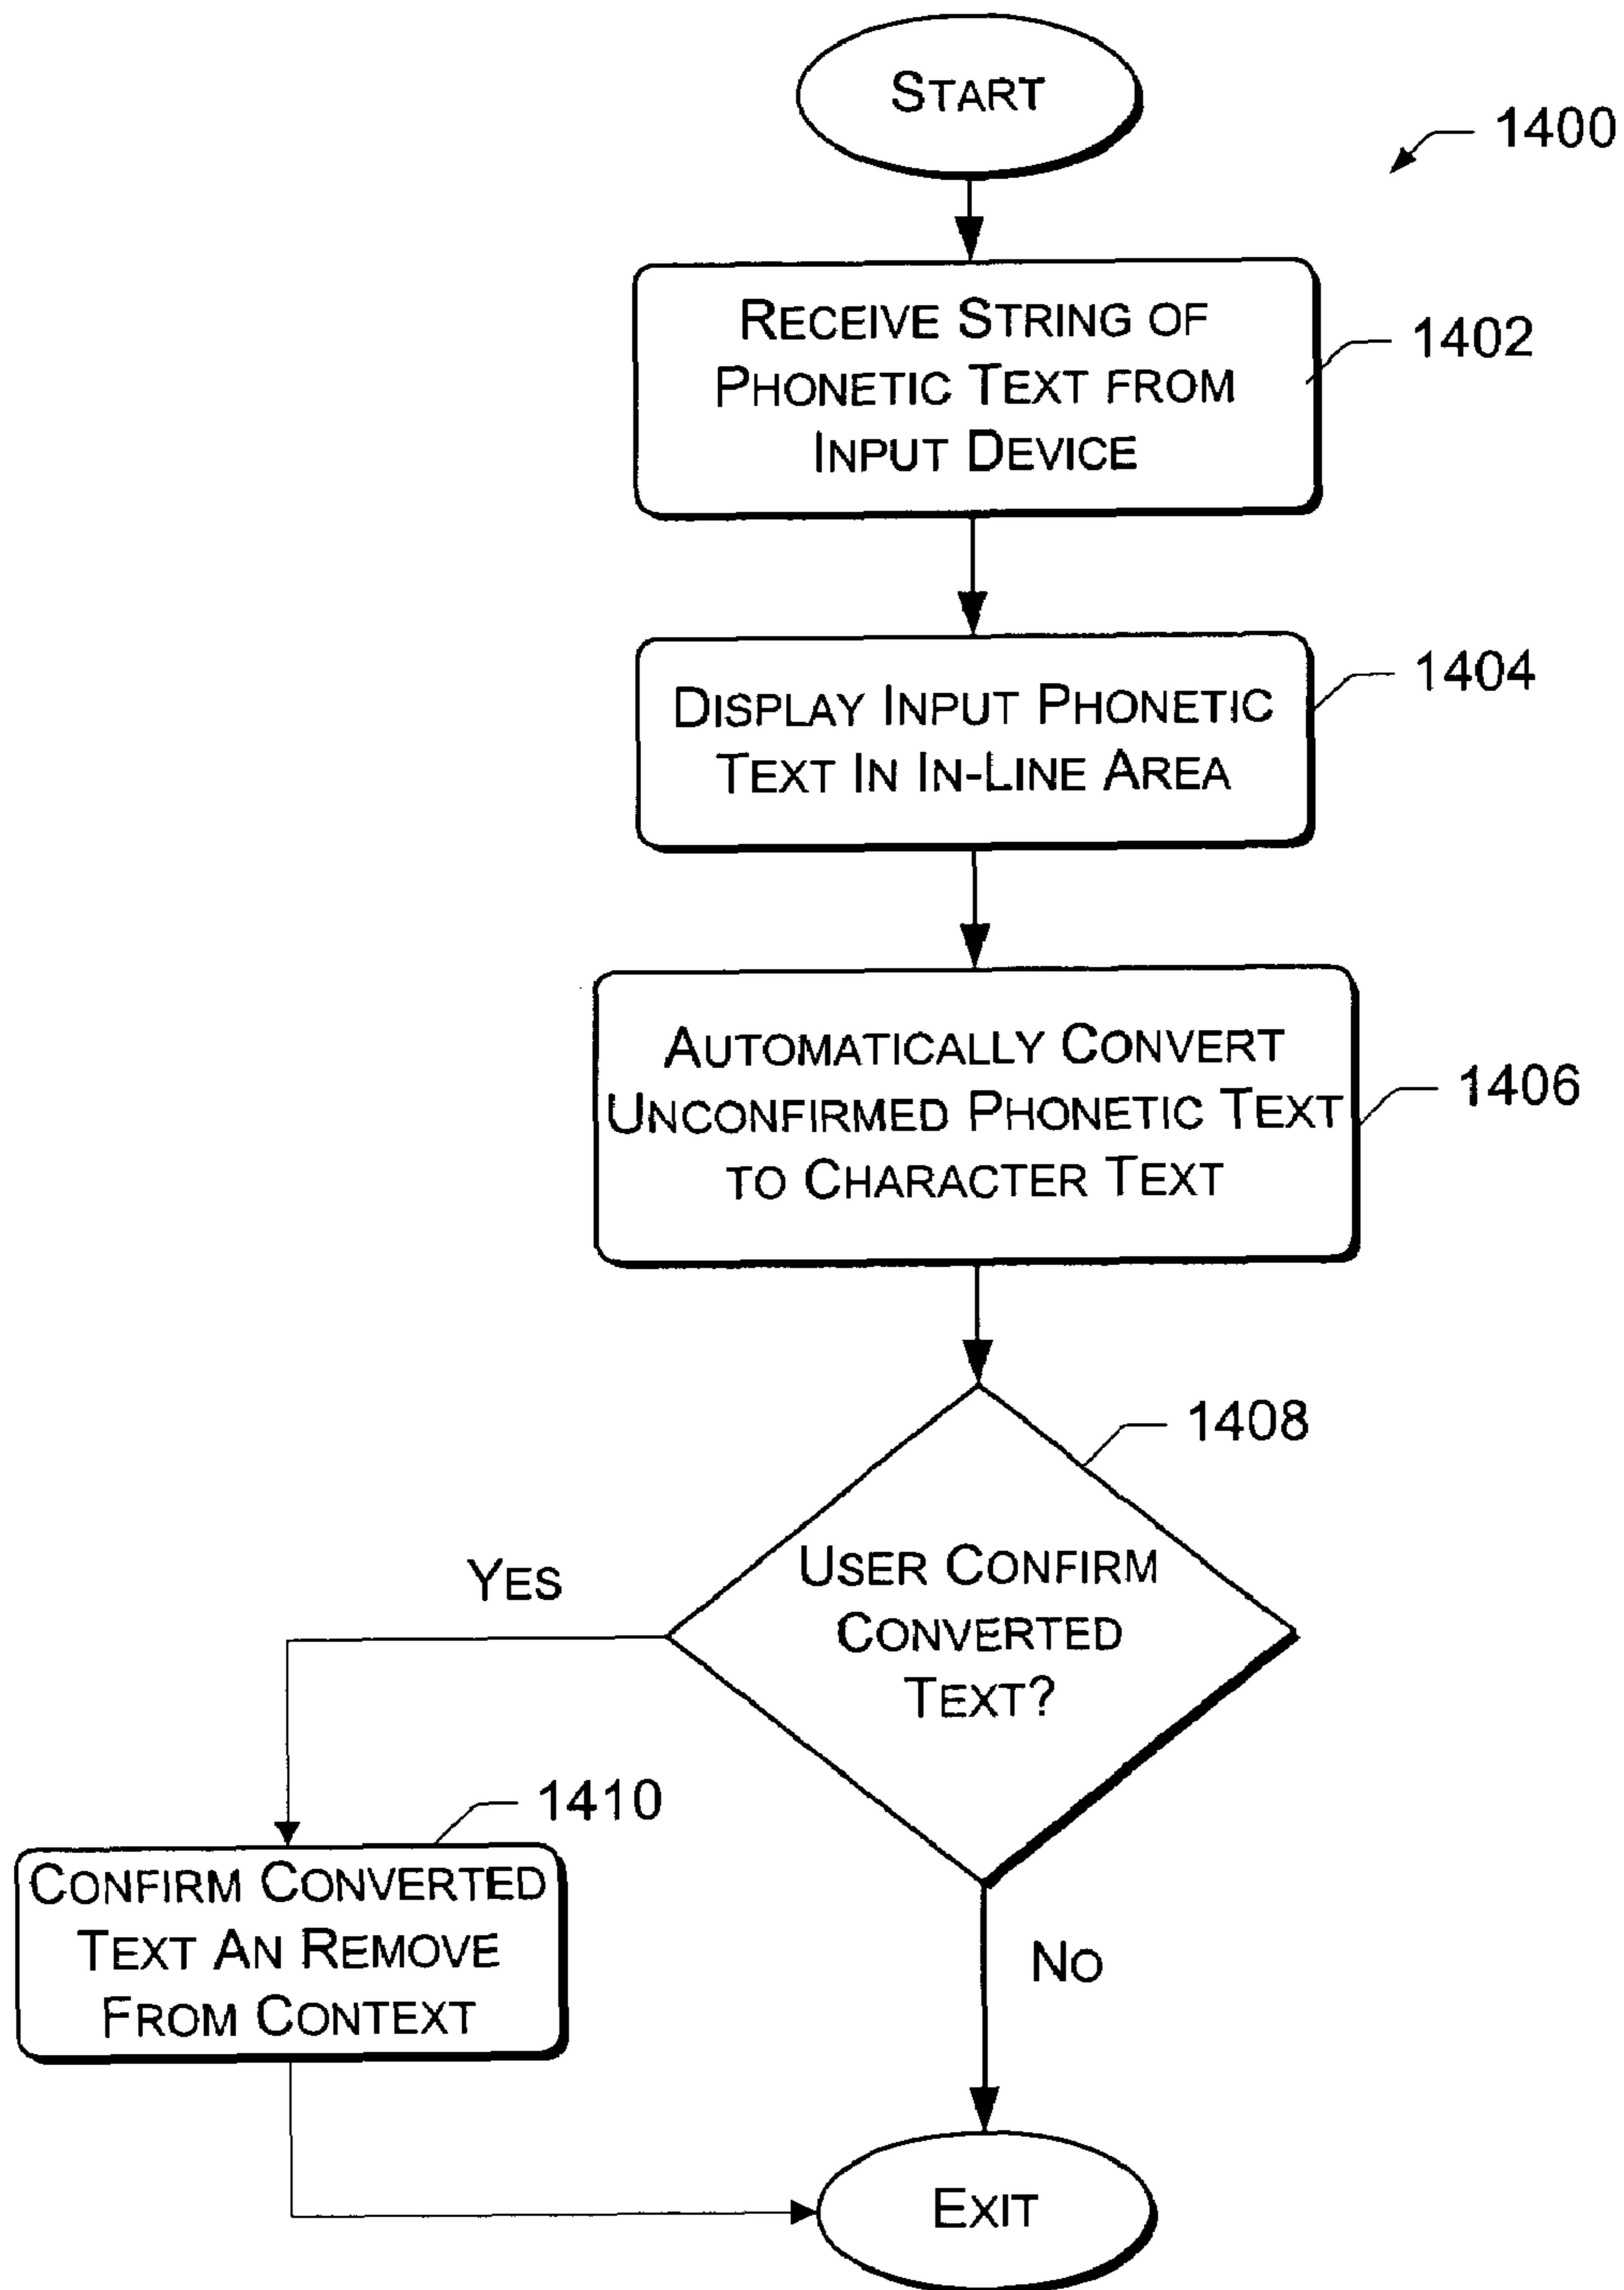 START
1400
RECEIVE STRING OF
PHONETIC TEXT FROM
INPUT DEVICE
1402
DISPLAY INPUT PHONETIC
TEXT IN IN-LINE AREA
1404
AUTOMATICALLY CONVERT
UNCONFIRMED PHONETIC TEXT
TO CHARACTER TEXT
1406
1408
USER CONFIRM
CONVERTED
TEXT?
YES
1410
CONFIRM CONVERTED
TEXT AN REMOVE
FROM CONTEXT
NO
EXIT